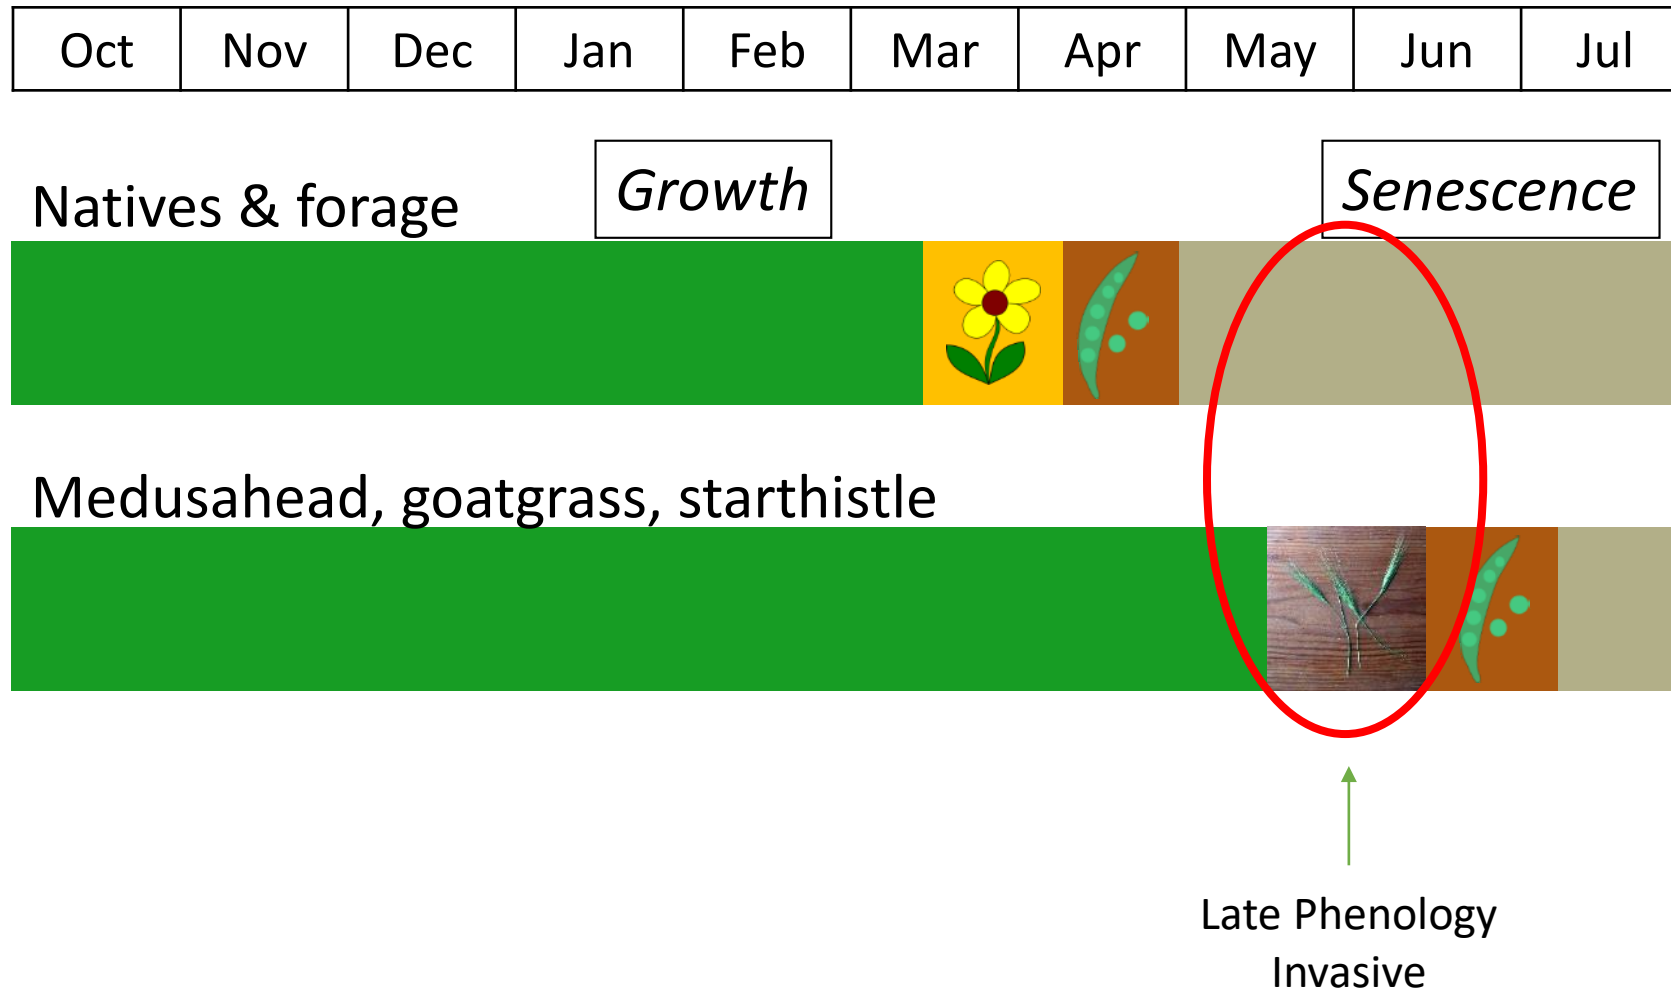 Oct Nov Dec Jan Feb Mar Apr May Jun Jul
Growth
Senescence
Natives & forage
Medusahead, goatgrass, starthistle
Late Phenology
Invasive